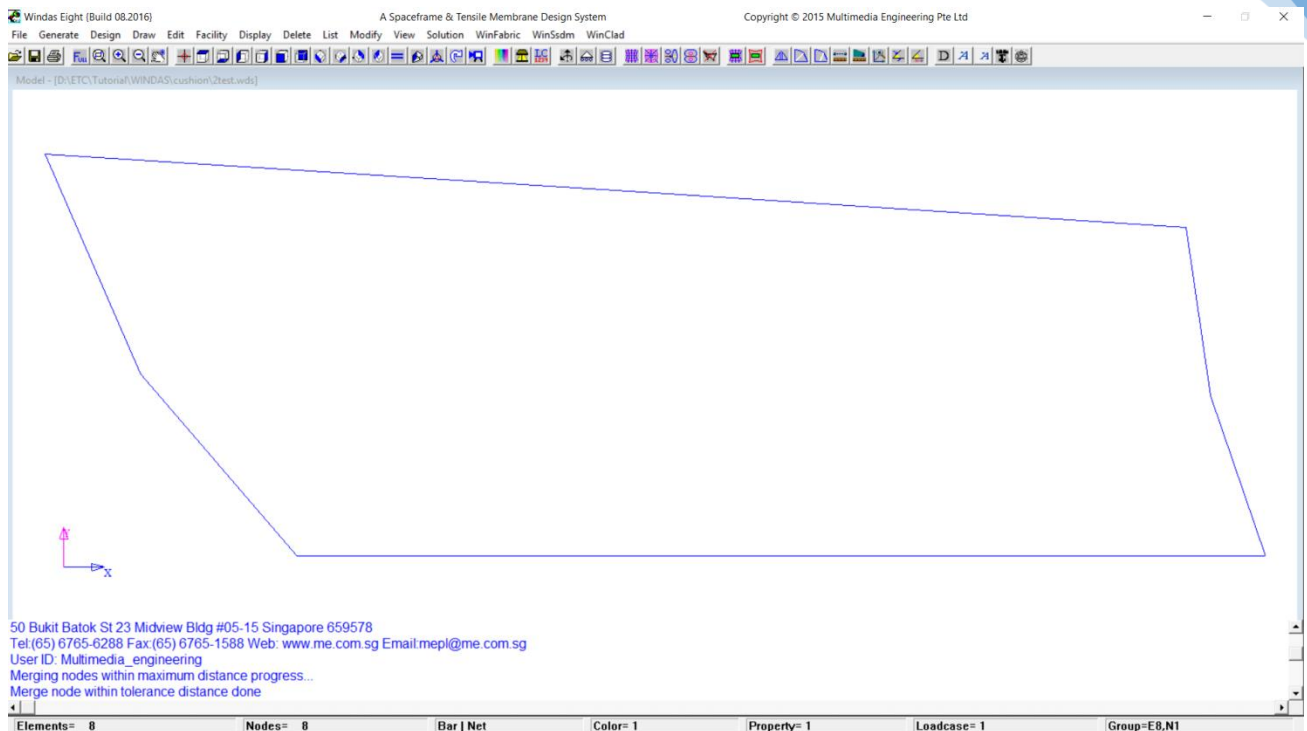 Windas Eight (Build 08.2016) A Spaceframe & Tensile Membrane Design System Copyright © 2015 Multimedia Engineering Pte Ltd
File Generate Design Draw Edit Facility Display Delete List Modify View Solution WinFabric WinSsdm WinClad
Model - [D:\ETC\Tutorial\WINDAS\cushion\2test.wds]
Y
X
50 Bukit Batok St 23 Midview Bldg #05-15 Singapore 659578
Tel:(65) 6765-6288 Fax:(65) 6765-1588 Web: www.me.com.sg Email:mepl@me.com.sg
User ID: Multimedia_engineering
Merging nodes within maximum distance progress...
Merge node within tolerance distance done
Elements= 8 Nodes= 8 Bar | Net Color= 1 Property= 1 Loadcase= 1 Group=E8,N1